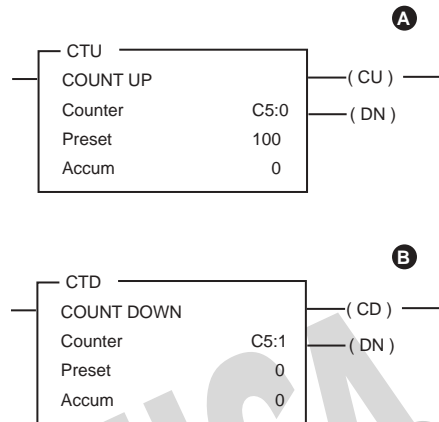 A
CTU
COUNT UP ( CU )
Counter C5:0 ( DN )
Preset 100
Accum 0
B
CTD
COUNT DOWN ( CD )
Counter C5:1 ( DN )
Preset 0
Accum 0